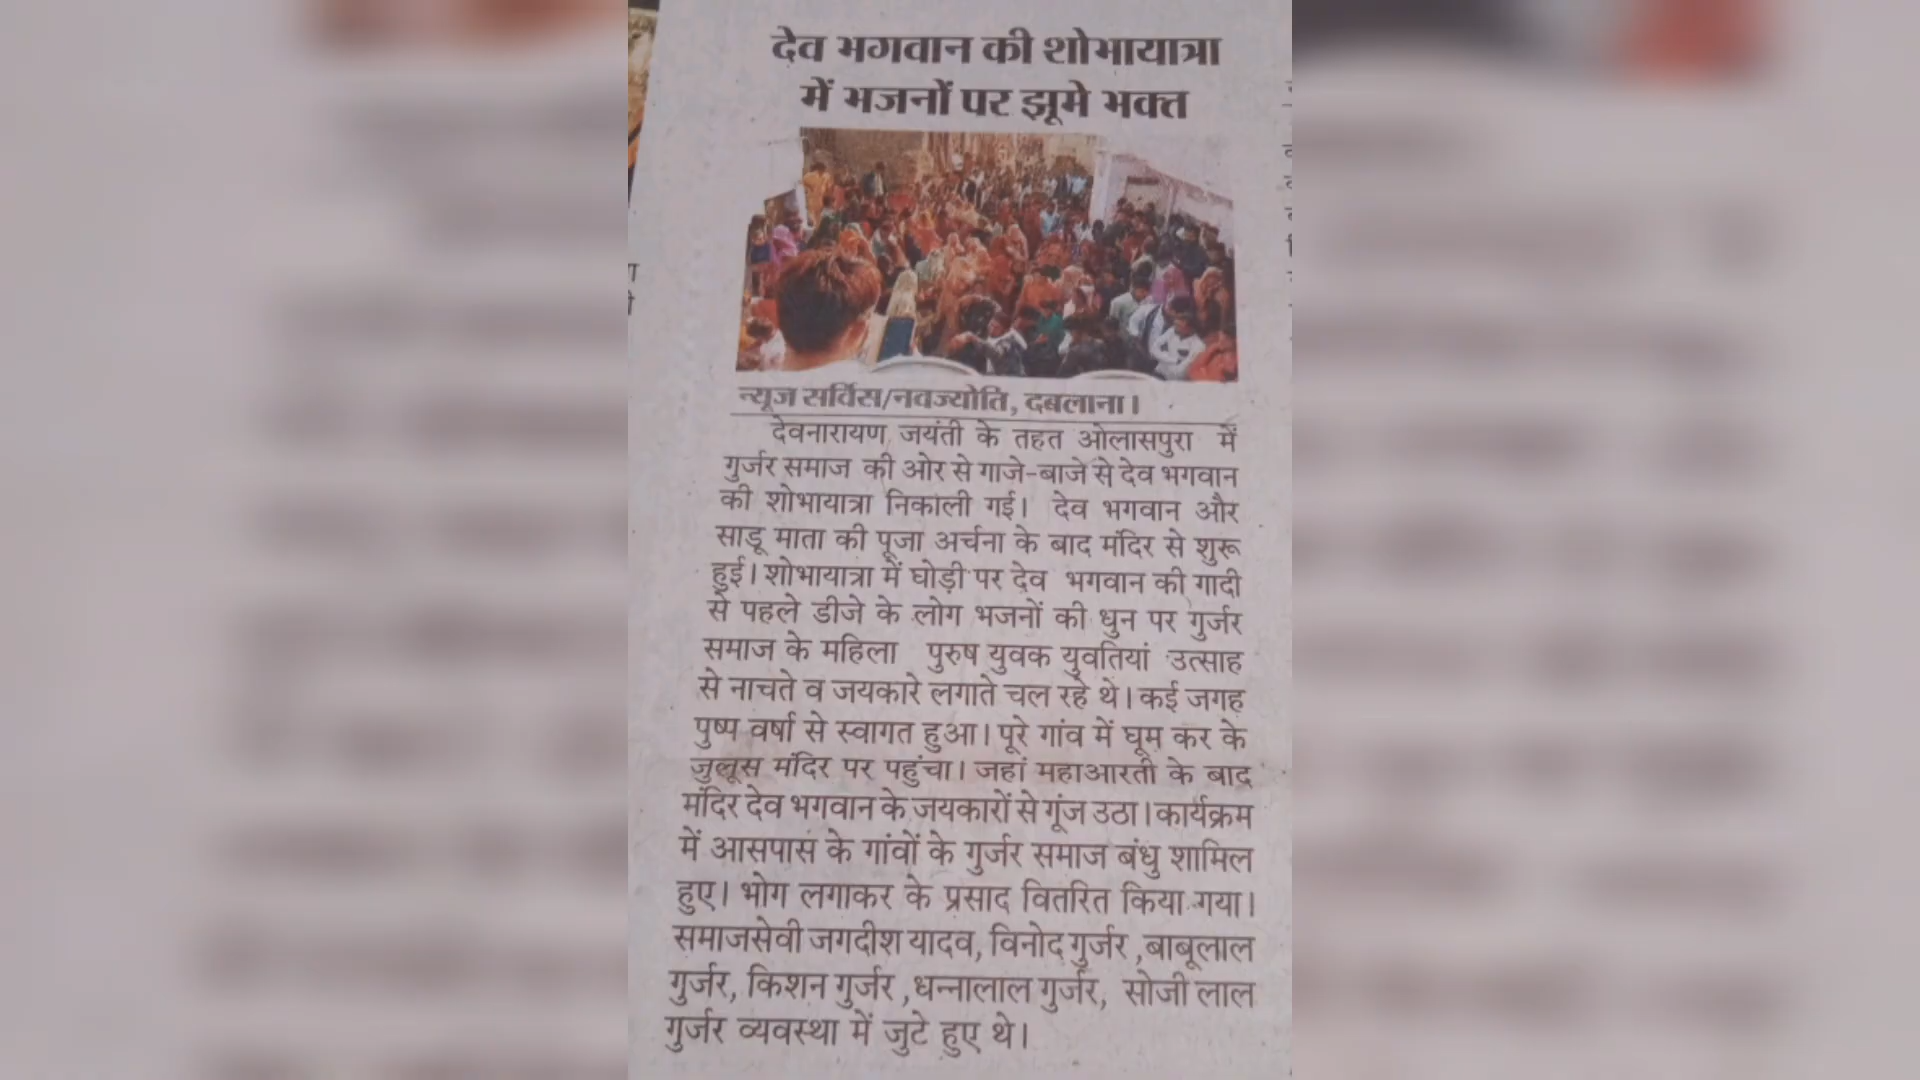 देव भगवान की शोभायात्रा
में भजनों पर झूमे भक्त
न्यूज सर्विस/नवज्योति, दबलाना।
देवनारायण जयंती के तहत ओलासपुरा में
गुर्जर समाज की ओर से गाजे-बाजे से देव भगवान
की शोभायात्रा निकाली गई। देव भगवान और
साडू माता की पूजा अर्चना के बाद मंदिर से शुरू
हुई। शोभायात्रा में घोड़ी पर देव भगवान की गादी
से पहले डीजे के लोग भजनों की धुन पर गुर्जर
समाज के महिला पुरुष युवक युवतियां उत्साह
से नाचते व जयकारे लगाते चल रहे थे। कई जगह
पुष्प वर्षा से स्वागत हुआ। पूरे गांव में घूम कर के
जुलूस मंदिर पर पहुंचा। जहां महाआरती के बाद
मंदिर देव भगवान के जयकारों से गूंज उठा। कार्यक्रम
में आसपास के गांवों के गुर्जर समाज बंधु शामिल
हुए। भोग लगाकर के प्रसाद वितरित किया गया।
समाजसेवी जगदीश यादव, विनोद गुर्जर ,बाबूलाल
गुर्जर, किशन गुर्जर ,धन्नालाल गुर्जर, सोजी लाल
गुर्जर व्यवस्था में जुटे हुए थे।